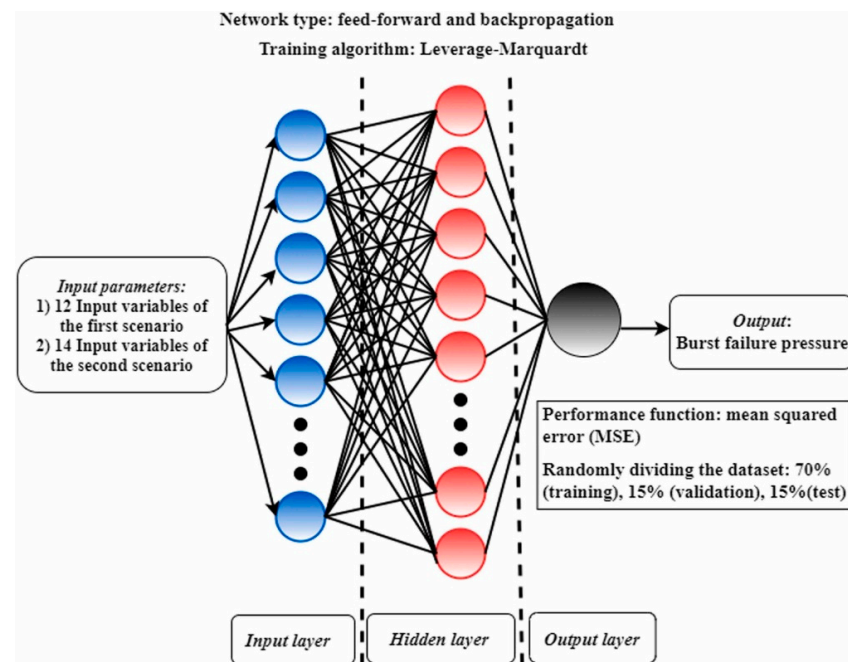 Network type: feed-forward and backpropagation
Training algorithm: Leverage-Marquardt
Input parameters:
1) 12 Input variables of
the first scenario
2) 14 Input variables of
the second scenario
Output:
Burst failure pressure
Performance function: mean squared
error (MSE)
Randomly dividing the dataset: 70%
(training), 15% (validation), 15%(test)
Input layer
Hidden layer
Output layer